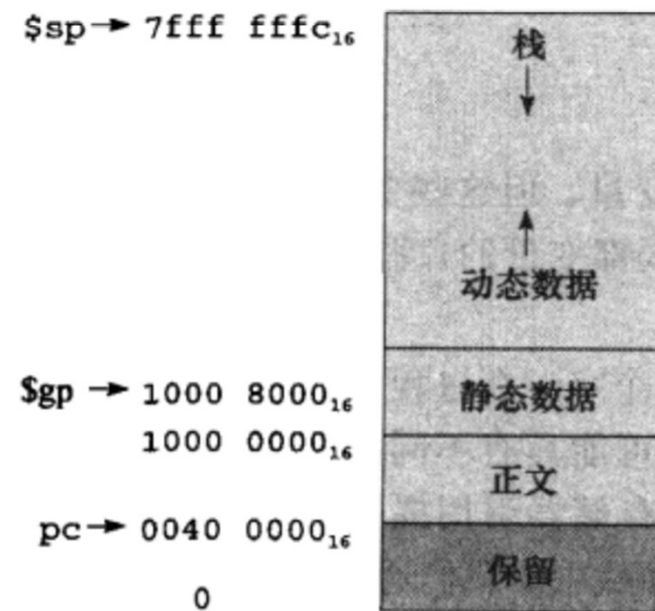 $sp→ 7fff fffc₁₆
栈
动态数据
$gp → 1000 8000₁₆
静态数据
1000 0000₁₆
正文
pc→ 0040 0000₁₆
保留
0